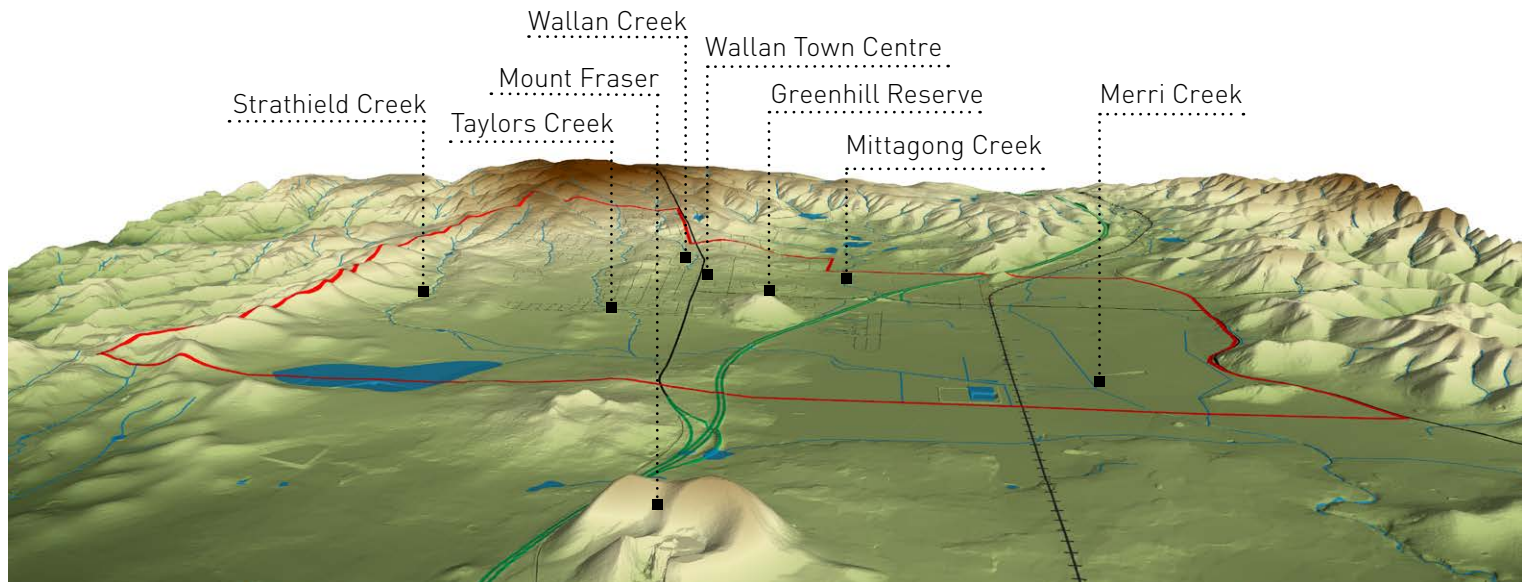 Wallan Creek
Wallan Town Centre
Mount Fraser
Greenhill Reserve
Merri Creek
Strathield Creek
Taylors Creek
Mittagong Creek